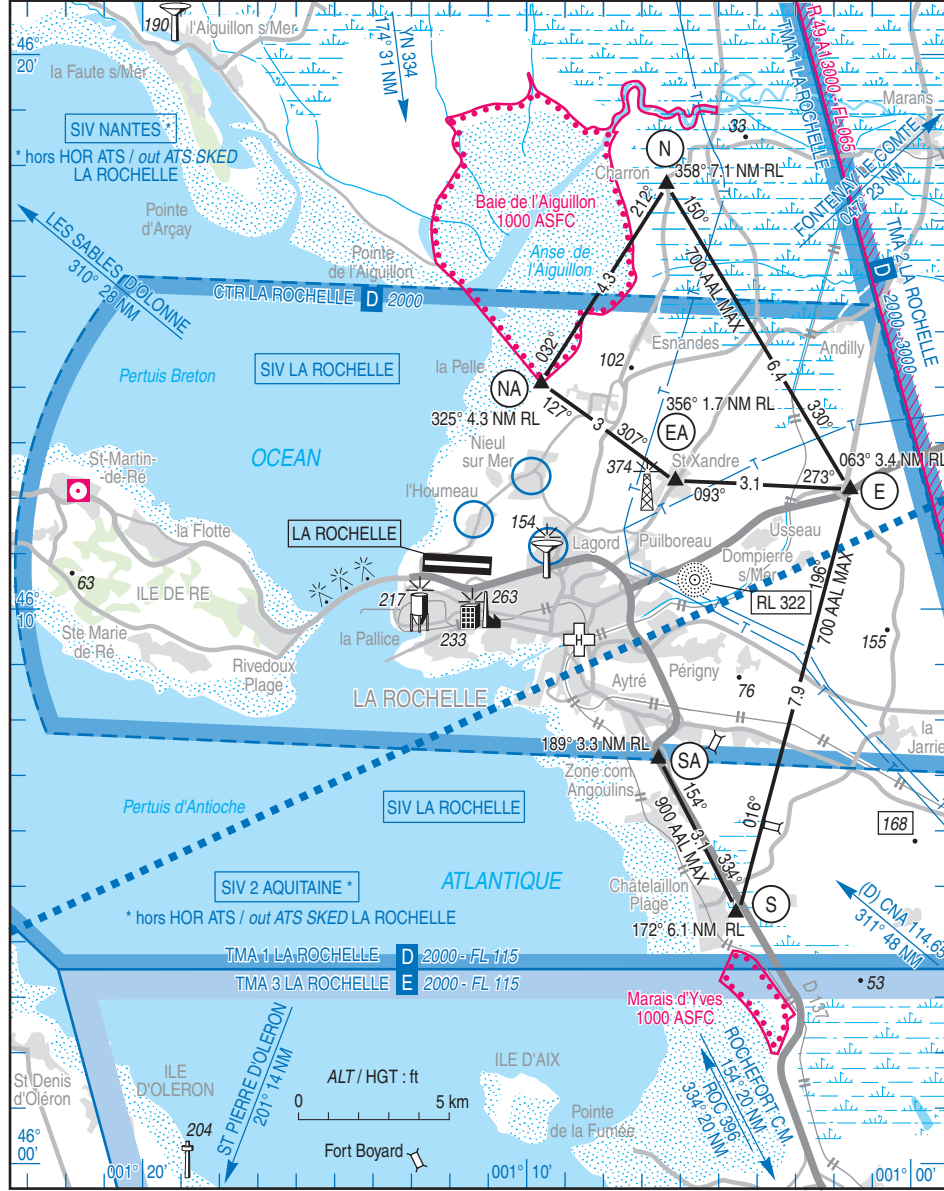 46°
20'
190
l'Aiguillon s/Mer
la Faute s/Mer
YN 334
174° 31 NM
TMA 1 LA ROCHELLE
R 49 A1 3000 - FL 065
Marans
33
SIV NANTES
* hors HOR ATS / out ATS SKED
LA ROCHELLE
N
Charron
358° 7.1 NM RL
212°
150°
Baie de l'Aiguillon
1000 ASFC
FONTENAY LE COMTE
047° 23 NM
Pointe
d'Arçay
LES SABLES D'OLONNE
310° 28 NM
Anse de
l'Aiguillon
Pointe
de l'Aiguillon
700 AAL MAX
4.3
D
TMA 2 LA ROCHELLE
2000 - 3000
CTR LA ROCHELLE D 2000
032°
Esnandes
Andilly
102
6.4
Pertuis Breton
SIV LA ROCHELLE
la Pelle
NA
325° 4.3 NM RL
127°
3
307°
356° 1.7 NM RL
EA
330°
OCEAN
Nieul
sur Mer
St-Martin-
-de-Ré
374
St Xandre
063° 3.4 NM RL
273°
093°
3.1
E
l'Houmeau
la Flotte
LA ROCHELLE
154
Lagord
Puilboreau
Usseau
Dompierre
s/Mer
196°
63
ILE DE RE
RL 322
700 AAL MAX
46°
10'
217
263
233
la Pallice
H
155
Ste Marie
de Ré
Rivedoux
Plage
LA ROCHELLE
Aytré
Périgny
76
7.9
la
Jarrie
189° 3.3 NM RL
SA
Zone com.
Angoulins
154°
Pertuis d'Antioche
SIV LA ROCHELLE
900 AAL MAX
3.1
016°
168
334°
SIV 2 AQUITAINE *
* hors HOR ATS / out ATS SKED LA ROCHELLE
ATLANTIQUE
Châtelaillon
Plage
S
172° 6.1 NM RL
(D) CNA 114.65
311° 48 NM
TMA 1 LA ROCHELLE D 2000 - FL 115
TMA 3 LA ROCHELLE E 2000 - FL 115
Marais d'Yves
1000 ASFC
D 137
53
St Denis
d'Oléron
ILE
D'OLERON
ST PIERRE D'OLERON
201° 14 NM
ALT / HGT : ft
0 5 km
ILE D'AIX
ROCHEFORT C.M.
154° 20 NM
ROC 396
334° 20 NM
Pointe
de la Fumée
204
Fort Boyard
46°
00'
001° 20'
001° 10'
001° 00'